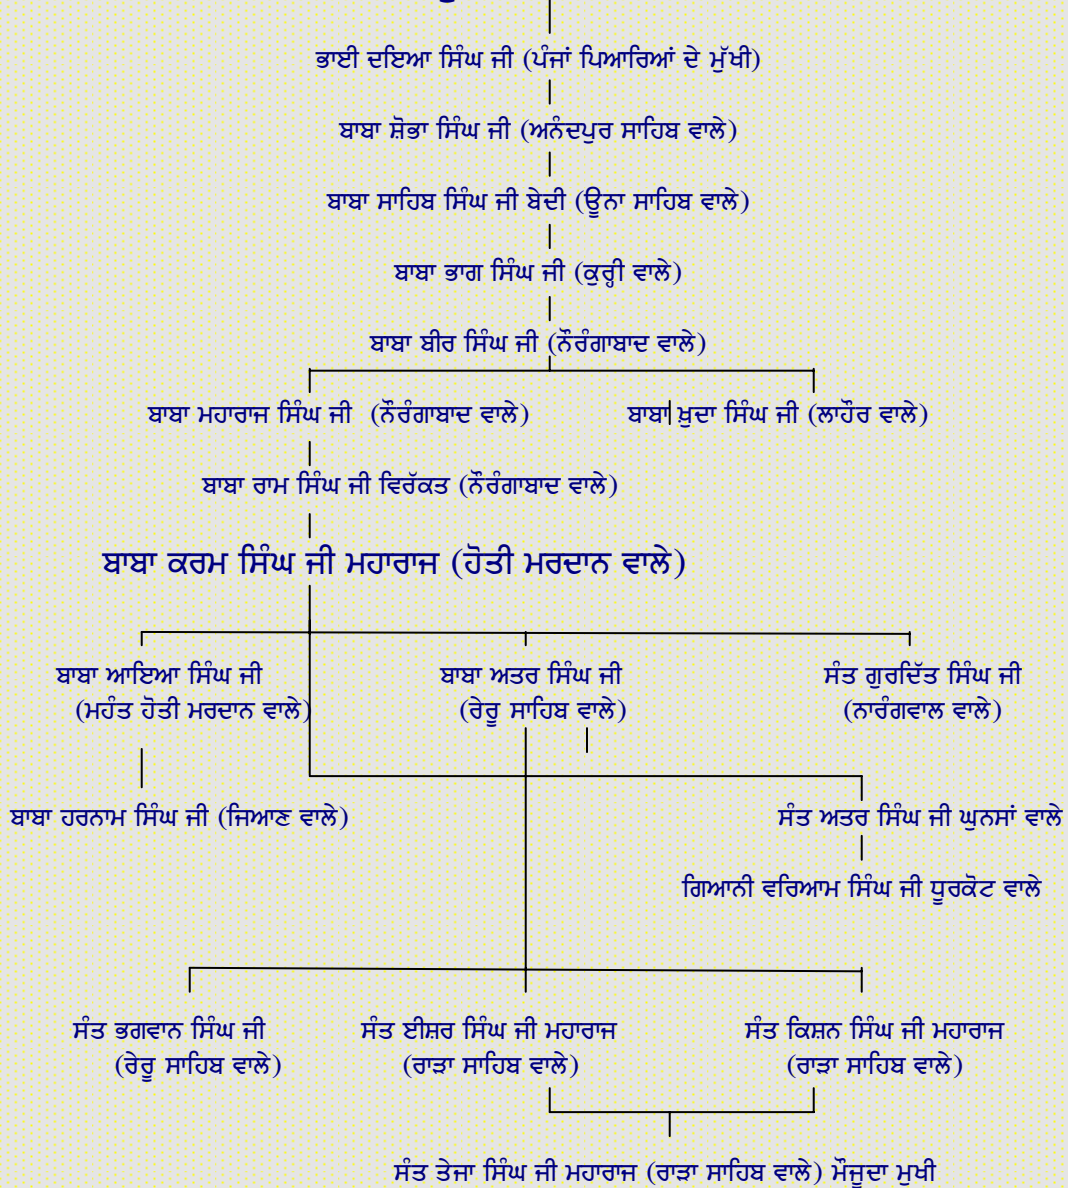 ਭਾਈ ਦਇਆ ਸਿੰਘ ਜੀ (ਪੰਜਾਂ ਪਿਆਰਿਆਂ ਦੇ ਮੁੱਖੀ)
ਬਾਬਾ ਸ਼ੋਭਾ ਸਿੰਘ ਜੀ (ਅਨੰਦਪੁਰ ਸਾਹਿਬ ਵਾਲੇ)
ਬਾਬਾ ਸਾਹਿਬ ਸਿੰਘ ਜੀ ਬੇਦੀ (ਊਨਾ ਸਾਹਿਬ ਵਾਲੇ)
ਬਾਬਾ ਭਾਗ ਸਿੰਘ ਜੀ (ਕੁਰ੍ਹੀ ਵਾਲੇ)
ਬਾਬਾ ਬੀਰ ਸਿੰਘ ਜੀ (ਨੌਰੰਗਾਬਾਦ ਵਾਲੇ)
ਬਾਬਾ ਮਹਾਰਾਜ ਸਿੰਘ ਜੀ (ਨੌਰੰਗਾਬਾਦ ਵਾਲੇ) ਬਾਬਾ ਖ਼ੁਦਾ ਸਿੰਘ ਜੀ (ਲਾਹੌਰ ਵਾਲੇ)
ਬਾਬਾ ਰਾਮ ਸਿੰਘ ਜੀ ਵਿਰੱਕਤ (ਨੌਰੰਗਾਬਾਦ ਵਾਲੇ)
ਬਾਬਾ ਕਰਮ ਸਿੰਘ ਜੀ ਮਹਾਰਾਜ (ਹੋਤੀ ਮਰਦਾਨ ਵਾਲੇ)
ਬਾਬਾ ਆਇਆ ਸਿੰਘ ਜੀ
(ਮਹੰਤ ਹੋਤੀ ਮਰਦਾਨ ਵਾਲੇ)
ਬਾਬਾ ਅਤਰ ਸਿੰਘ ਜੀ
(ਰੇਰੂ ਸਾਹਿਬ ਵਾਲੇ)
ਸੰਤ ਗੁਰਦਿੱਤ ਸਿੰਘ ਜੀ
(ਨਾਰੰਗਵਾਲ ਵਾਲੇ)
ਬਾਬਾ ਹਰਨਾਮ ਸਿੰਘ ਜੀ (ਜਿਆਣ ਵਾਲੇ)
ਸੰਤ ਅਤਰ ਸਿੰਘ ਜੀ ਘੁਨਸਾਂ ਵਾਲੇ
ਗਿਆਨੀ ਵਰਿਆਮ ਸਿੰਘ ਜੀ ਧੂਰਕੋਟ ਵਾਲੇ
ਸੰਤ ਭਗਵਾਨ ਸਿੰਘ ਜੀ
(ਰੇਰੂ ਸਾਹਿਬ ਵਾਲੇ)
ਸੰਤ ਈਸ਼ਰ ਸਿੰਘ ਜੀ ਮਹਾਰਾਜ
(ਰਾੜਾ ਸਾਹਿਬ ਵਾਲੇ)
ਸੰਤ ਕਿਸ਼ਨ ਸਿੰਘ ਜੀ ਮਹਾਰਾਜ
(ਰਾੜਾ ਸਾਹਿਬ ਵਾਲੇ)
ਸੰਤ ਤੇਜਾ ਸਿੰਘ ਜੀ ਮਹਾਰਾਜ (ਰਾੜਾ ਸਾਹਿਬ ਵਾਲੇ) ਮੌਜੂਦਾ ਮੁਖੀ